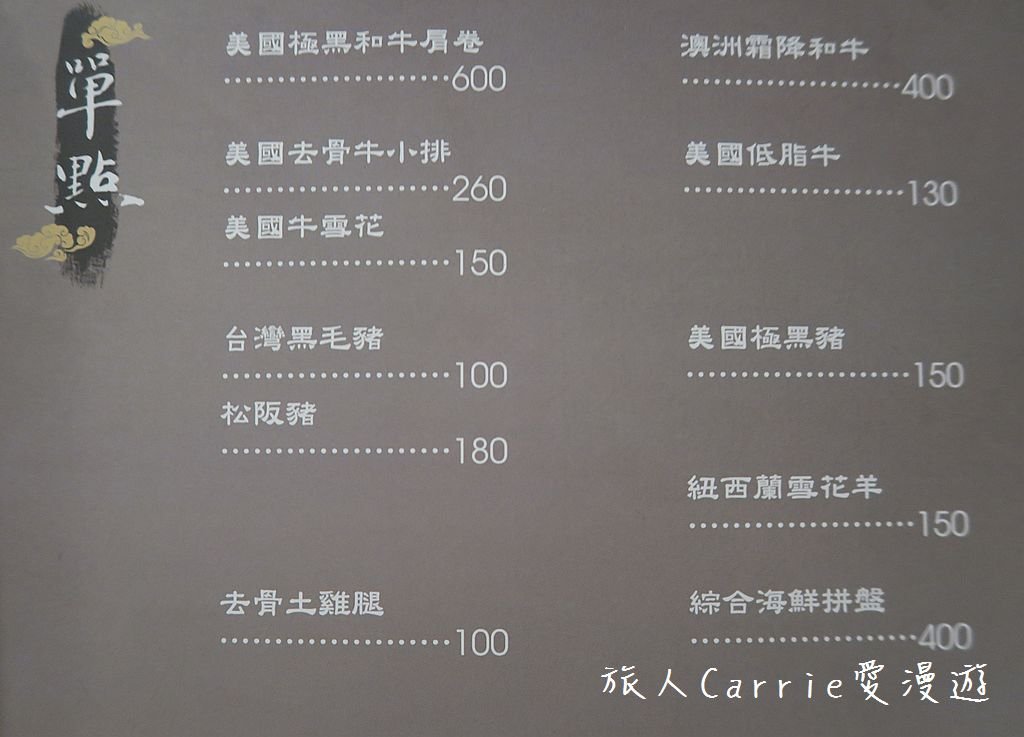 單點
美國極黑和牛肩卷
····················600
美國去骨牛小排
····················260
美國牛雪花
····················150
台灣黑毛豬
····················100
松阪豬
····················180
去骨土雞腿
····················100
澳洲霜降和牛
····················400
美國低脂牛
····················130
美國極黑豬
····················150
紐西蘭雪花羊
····················150
綜合海鮮拼盤
····················400
旅人Carrie愛漫遊